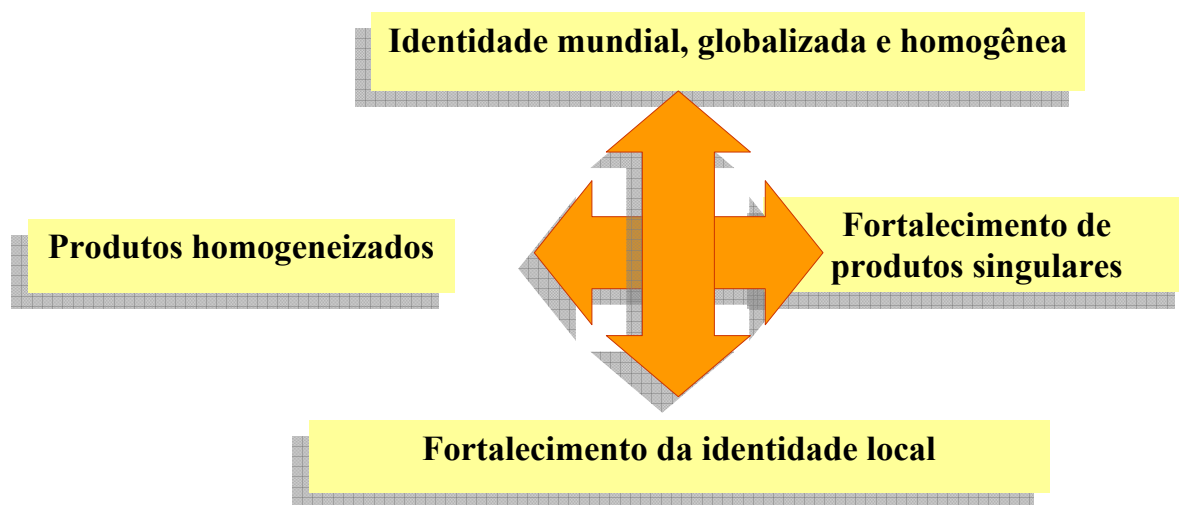 Identidade mundial, globalizada e homogênea
Produtos homogeneizados
Fortalecimento de
produtos singulares
Fortalecimento da identidade local